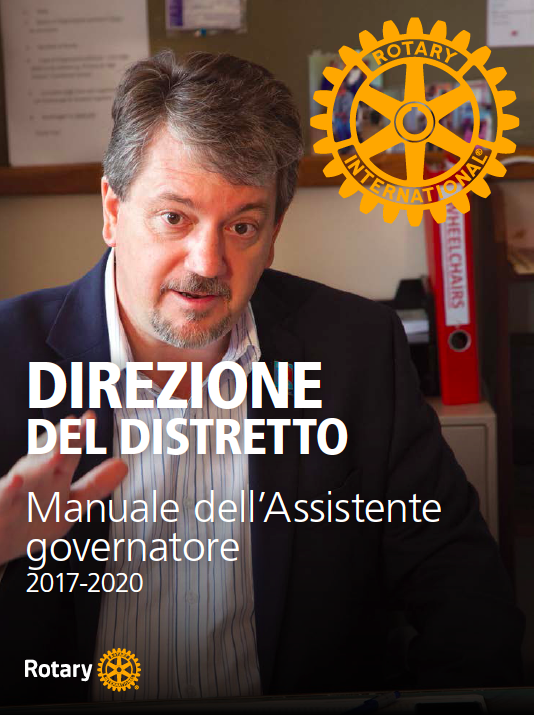 ROTARY
INTERNATIONAL®
WHEELCHAIRS
DIREZIONE
DEL DISTRETTO
Manuale dell'Assistente
governatore
2017-2020
Rotary